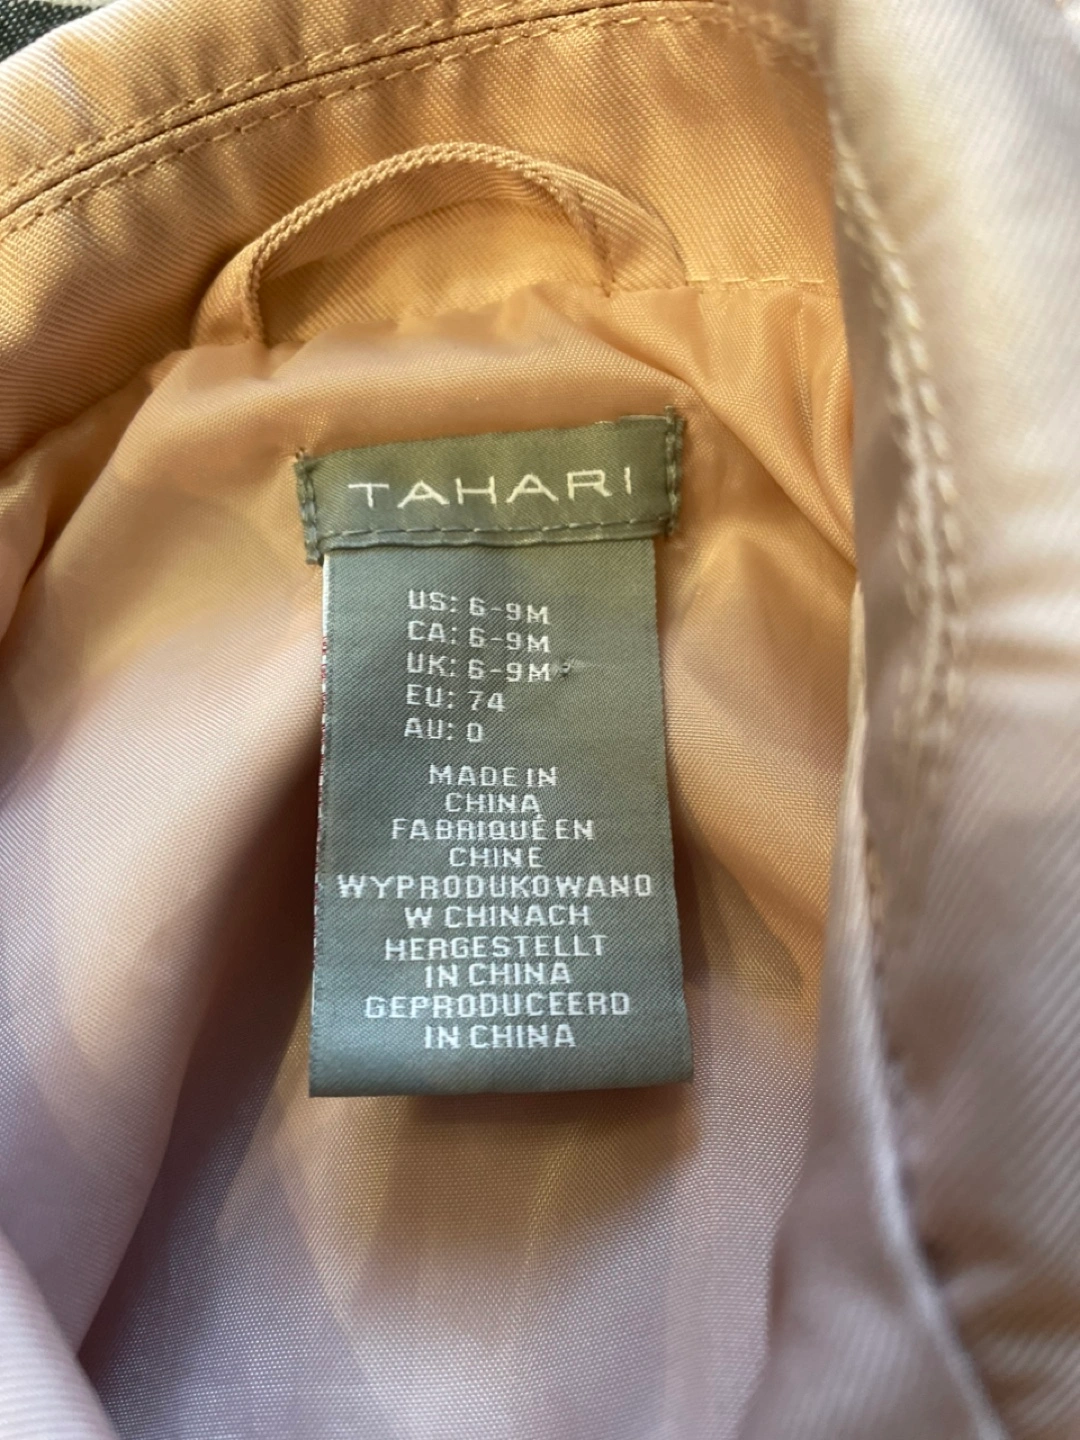 TAHARI
US: 6-9M
CA: 6-9M
UK: 6-9M
EU: 74
AU: 0
MADE IN
CHINA
FABRIQUÉ EN
CHINE
WYPRODUKOWANO
W CHINACH
HERGESTELLT
IN CHINA
GEPRODUCEERD
IN CHINA